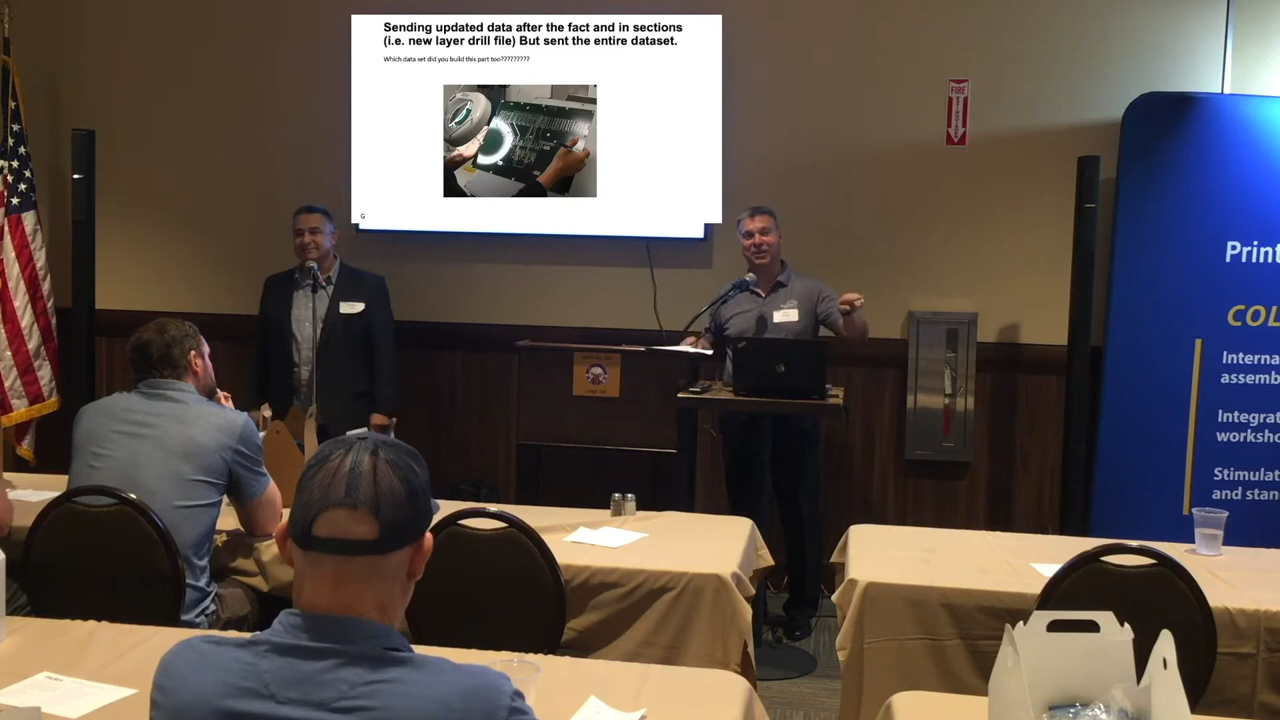 Sending updated data after the fact and in sections
(i.e. new layer drill file) But sent the entire dataset.
Which data set did you build this part too?????????
G
FIRE
EXTINGUISHER
Print
COL
Interna
assemb
Integrat
worksho
Stimulat
and stan